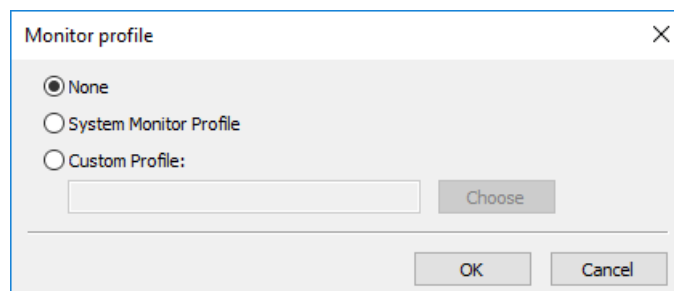 Monitor profile
None
System Monitor Profile
Custom Profile:
Choose
OK Cancel